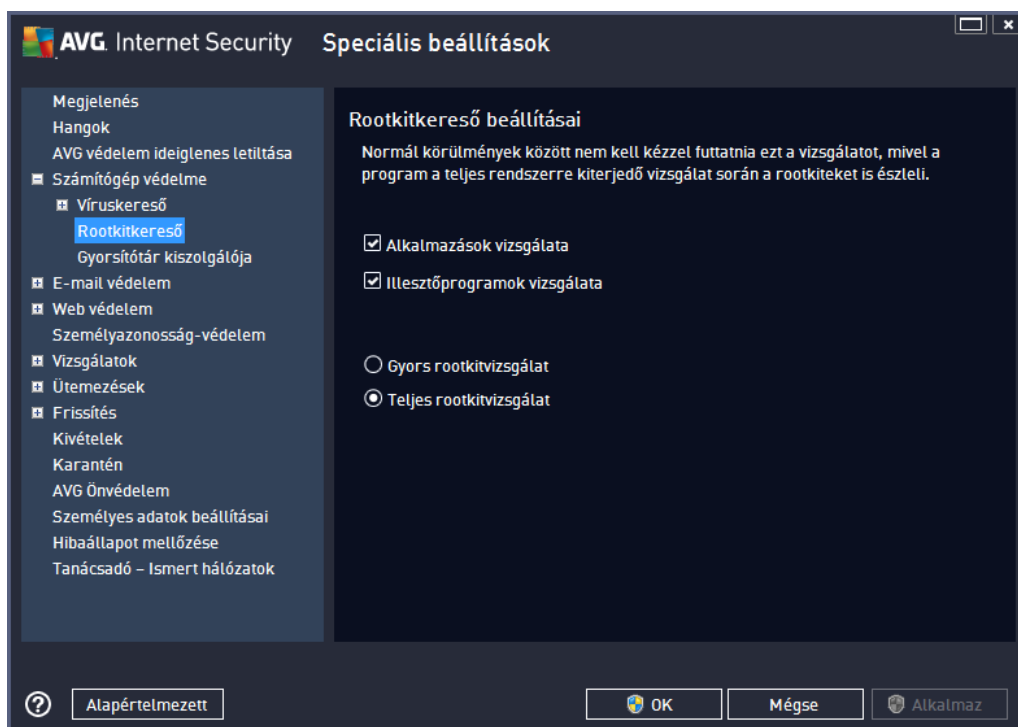 AVG. Internet Security Speciális beállítások
Megjelenés
Hangok
AVG védelem ideiglenes letiltása
Számítógép védelme
Víruskereső
Rootkitkereső
Gyorsítótár kiszolgálója
E-mail védelem
Web védelem
Személyazonosság-védelem
Vizsgálatok
Ütemezések
Frissítés
Kivételek
Karantén
AVG Önvédelem
Személyes adatok beállításai
Hibaállapot mellőzése
Tanácsadó – Ismert hálózatok
Rootkitkereső beállításai
Normál körülmények között nem kell kézzel futtatnia ezt a vizsgálatot, mivel a
program a teljes rendszerre kiterjedő vizsgálat során a rootkiteket is észleli.
Alkalmazások vizsgálata
Illesztőprogramok vizsgálata
Gyors rootkitvizsgálat
Teljes rootkitvizsgálat
? Alapértelmezett OK Mégse Alkalmaz